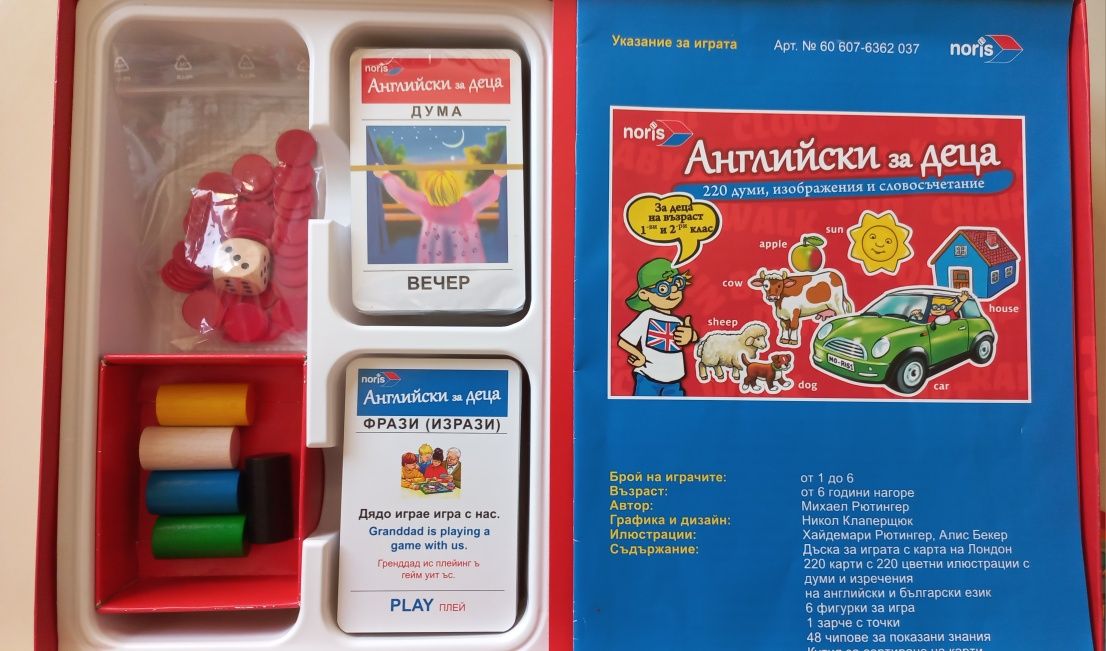 noris
Английски за деца
ДУМА
ВЕЧЕР
noris
Английски за деца
ФРАЗИ (ИЗРАЗИ)
Дядо играе игра с нас.
Granddad is playing a
game with us.
Гренддад ис плейинг ъ
гейм уит ъс.
PLAY ПЛЕЙ
Указание за играта
Арт. № 60 607-6362 037
noris
noris
Английски за деца
220 думи, изображения и словосъчетание
За деца
на възраст
1-ви и 2-ри клас
apple
sun
cow
sheep
dog
car
house
MO-RI65
Брой на играчите: от 1 до 6
Възраст: от 6 години нагоре
Автор: Михаел Рютингер
Графика и дизайн: Никол Клаперщюк
Илюстрации: Хайдемари Рютингер, Алис Бекер
Съдържание: Дъска за играта с карта на Лондон
220 карти с 220 цветни илюстрации с
думи и изречения
на английски и български език
6 фигурки за игра
1 зарче с точки
48 чипове за показани знания